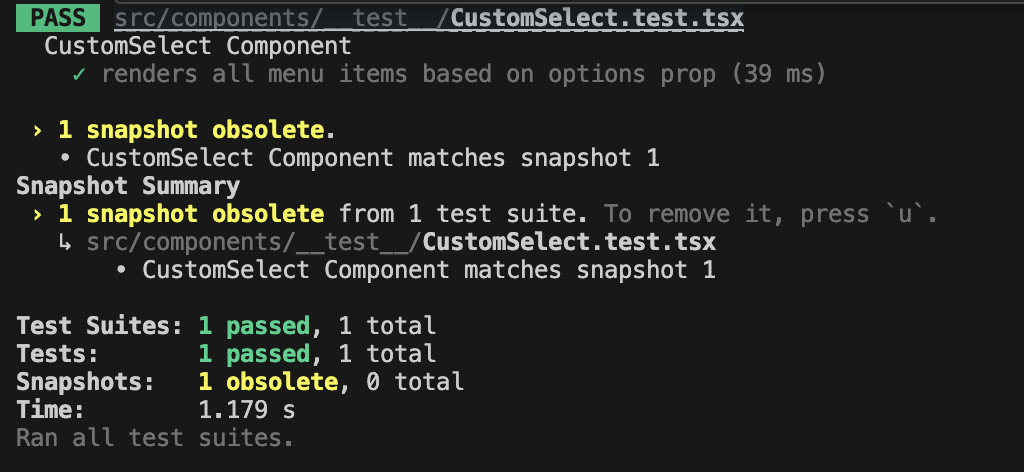 PASS src/components/__test__/CustomSelect.test.tsx
CustomSelect Component
✓ renders all menu items based on options prop (39 ms)
› 1 snapshot obsolete.
• CustomSelect Component matches snapshot 1
Snapshot Summary
› 1 snapshot obsolete from 1 test suite. To remove it, press `u`.
↳ src/components/__test__/CustomSelect.test.tsx
• CustomSelect Component matches snapshot 1
Test Suites: 1 passed, 1 total
Tests: 1 passed, 1 total
Snapshots: 1 obsolete, 0 total
Time: 1.179 s
Ran all test suites.